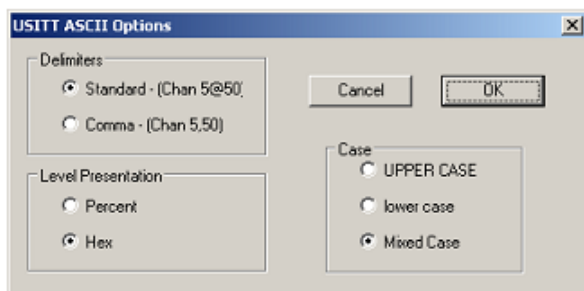 USITT ASCII Options
Delimiters
Standard - (Chan 5@50)
Comma - (Chan 5,50)
Cancel
OK
Level Presentation
Percent
Hex
Case
UPPER CASE
lower case
Mixed Case